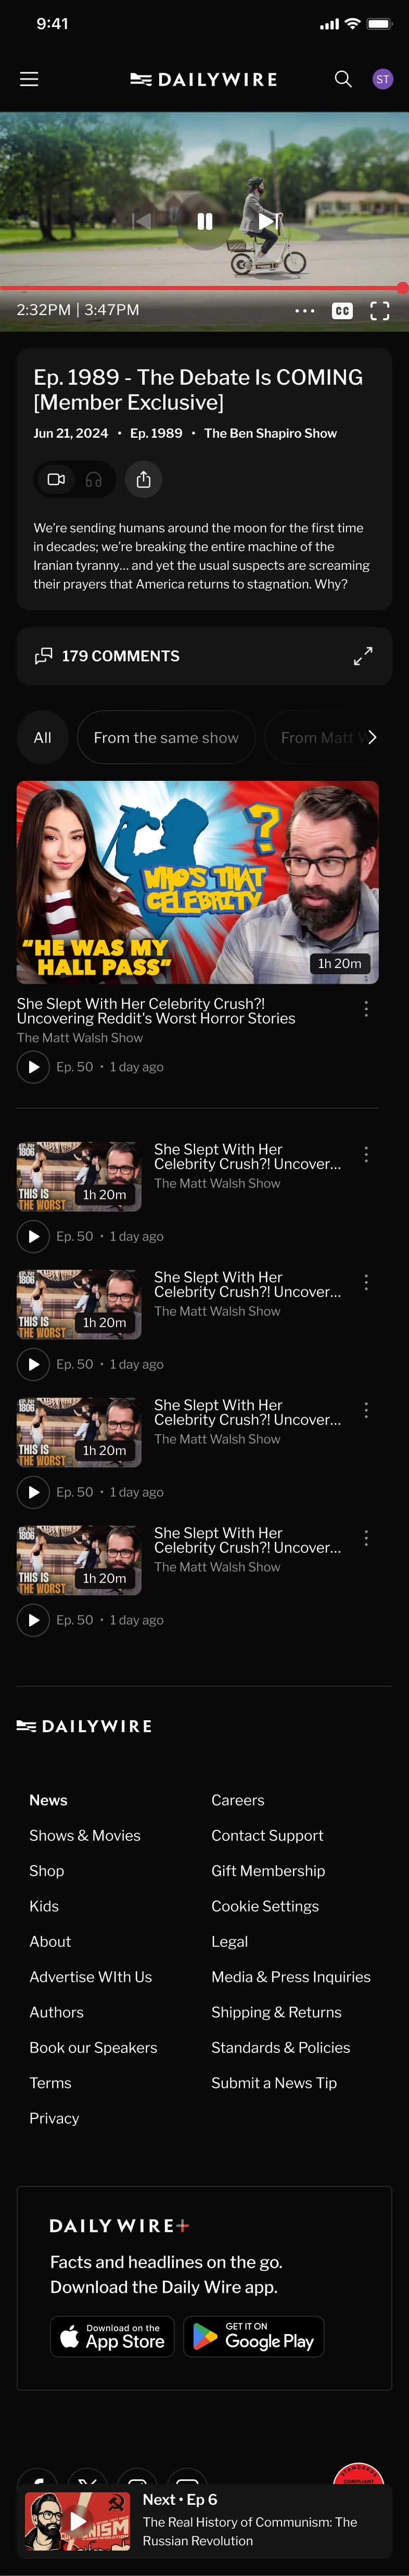 9:41
DAILYWIRE
ST
2:32PM | 3:47PM
CC
Ep. 1989 - The Debate Is COMING
[Member Exclusive]
Jun 21, 2024 • Ep. 1989 • The Ben Shapiro Show
We're sending humans around the moon for the first time
in decades; we're breaking the entire machine of the
Iranian tyranny... and yet the usual suspects are screaming
their prayers that America returns to stagnation. Why?
179 COMMENTS
All
From the same show
From Matt
?
WHO'S THAT
CELEBRITY
"HE WAS MY
HALL PASS"
1h 20m
She Slept With Her Celebrity Crush?!
Uncovering Reddit's Worst Horror Stories
The Matt Walsh Show
Ep. 50 • 1 day ago
1806
THIS IS
THE WORST
1h 20m
She Slept With Her
Celebrity Crush?! Uncover...
The Matt Walsh Show
Ep. 50 • 1 day ago
1806
THIS IS
THE WORST
1h 20m
She Slept With Her
Celebrity Crush?! Uncover...
The Matt Walsh Show
Ep. 50 • 1 day ago
1806
THIS IS
THE WORST
1h 20m
She Slept With Her
Celebrity Crush?! Uncover...
The Matt Walsh Show
Ep. 50 • 1 day ago
1806
THIS IS
THE WORST
1h 20m
She Slept With Her
Celebrity Crush?! Uncover...
The Matt Walsh Show
Ep. 50 • 1 day ago
DAILYWIRE
News
Careers
Shows & Movies
Contact Support
Shop
Gift Membership
Kids
Cookie Settings
About
Legal
Advertise WIth Us
Media & Press Inquiries
Authors
Shipping & Returns
Book our Speakers
Standards & Policies
Terms
Submit a News Tip
Privacy
DAILY WIRE+
Facts and headlines on the go.
Download the Daily Wire app.
Download on the
App Store
GET IT ON
Google Play
STANDARDS
COMPLIANT
Next • Ep 6
The Real History of Communism: The
Russian Revolution